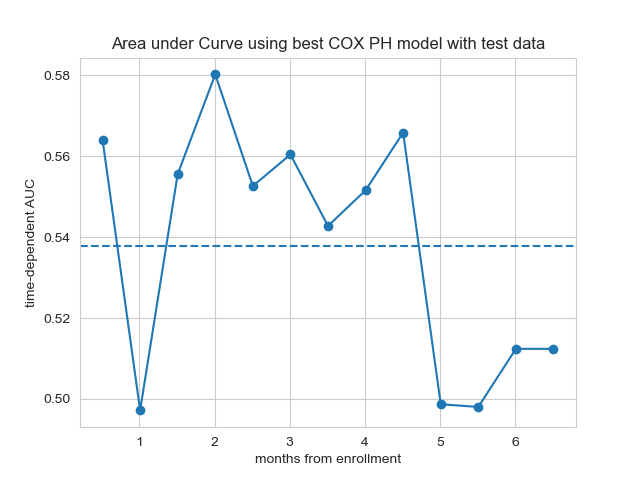 Area under Curve using best COX PH model with test data
time-dependent AUC
0.58
0.56
0.54
0.52
0.50
1 2 3 4 5 6
months from enrollment